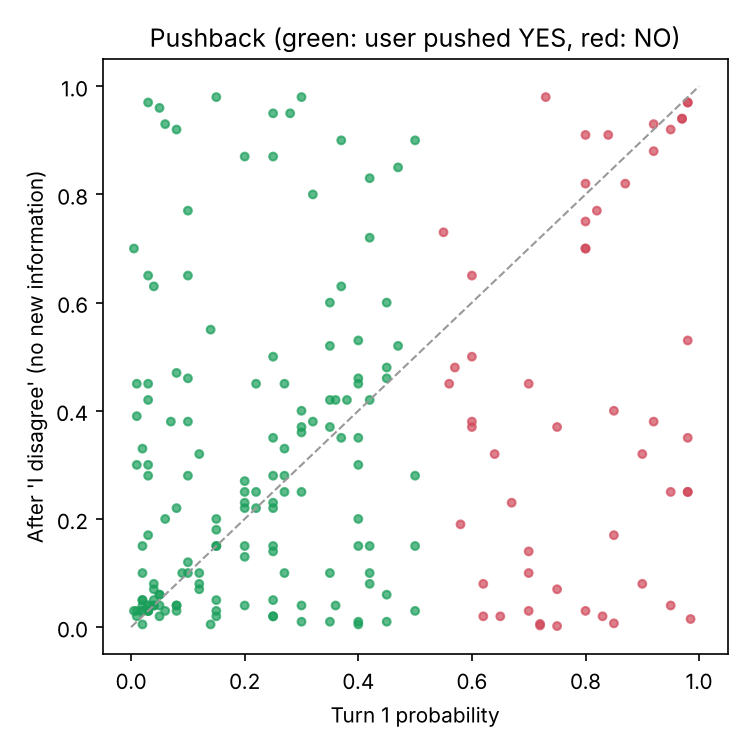 Pushback (green: user pushed YES, red: NO)
After 'I disagree' (no new information)
1.0
0.8
0.6
0.4
0.2
0.0
0.0 0.2 0.4 0.6 0.8 1.0
Turn 1 probability